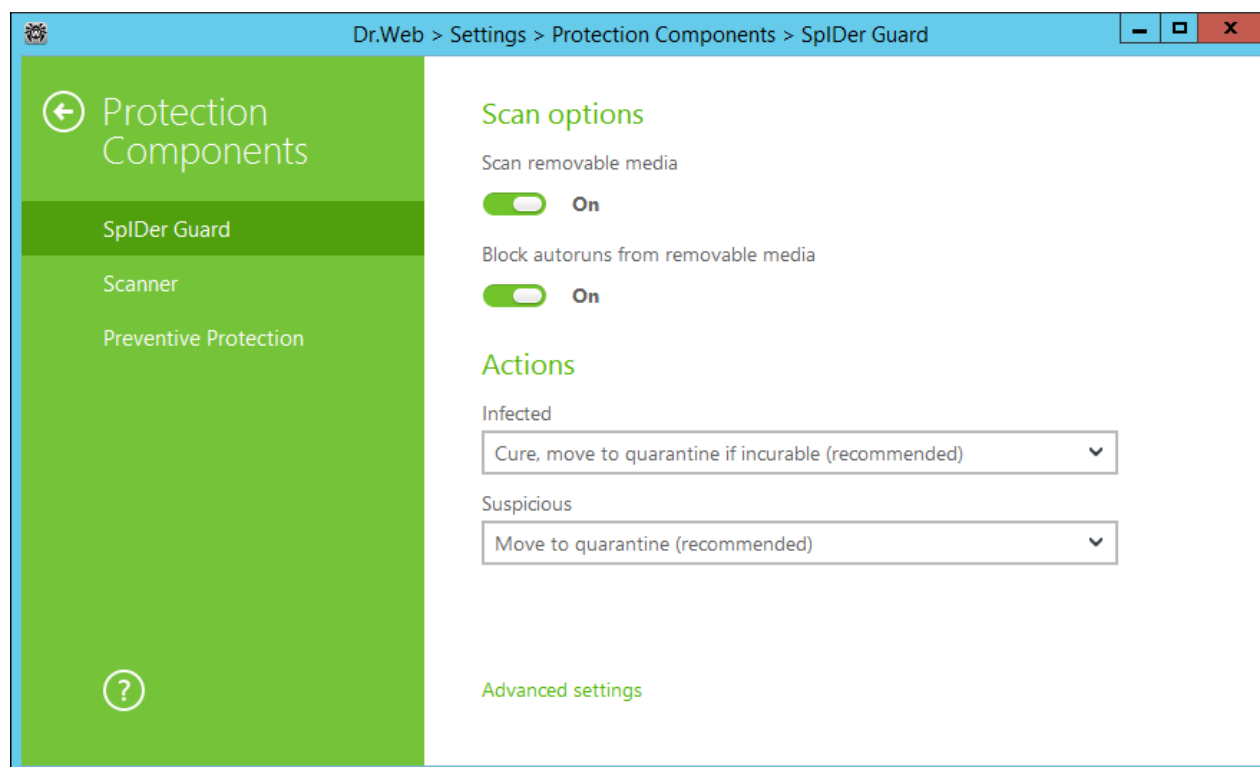 Dr.Web > Settings > Protection Components > SpIDer Guard
Protection
Components
SpIDer Guard
Scanner
Preventive Protection
Scan options
Scan removable media
On
Block autoruns from removable media
On
Actions
Infected
Cure, move to quarantine if incurable (recommended)
Suspicious
Move to quarantine (recommended)
Advanced settings
?